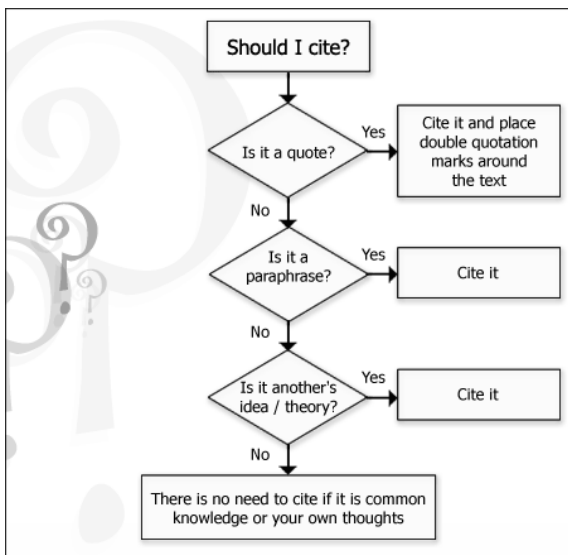 Should I cite?
Is it a quote?
Yes
Cite it and place
double quotation
marks around
the text
No
Is it a
paraphrase?
Yes
Cite it
No
Is it another's
idea / theory?
Yes
Cite it
No
There is no need to cite if it is common
knowledge or your own thoughts